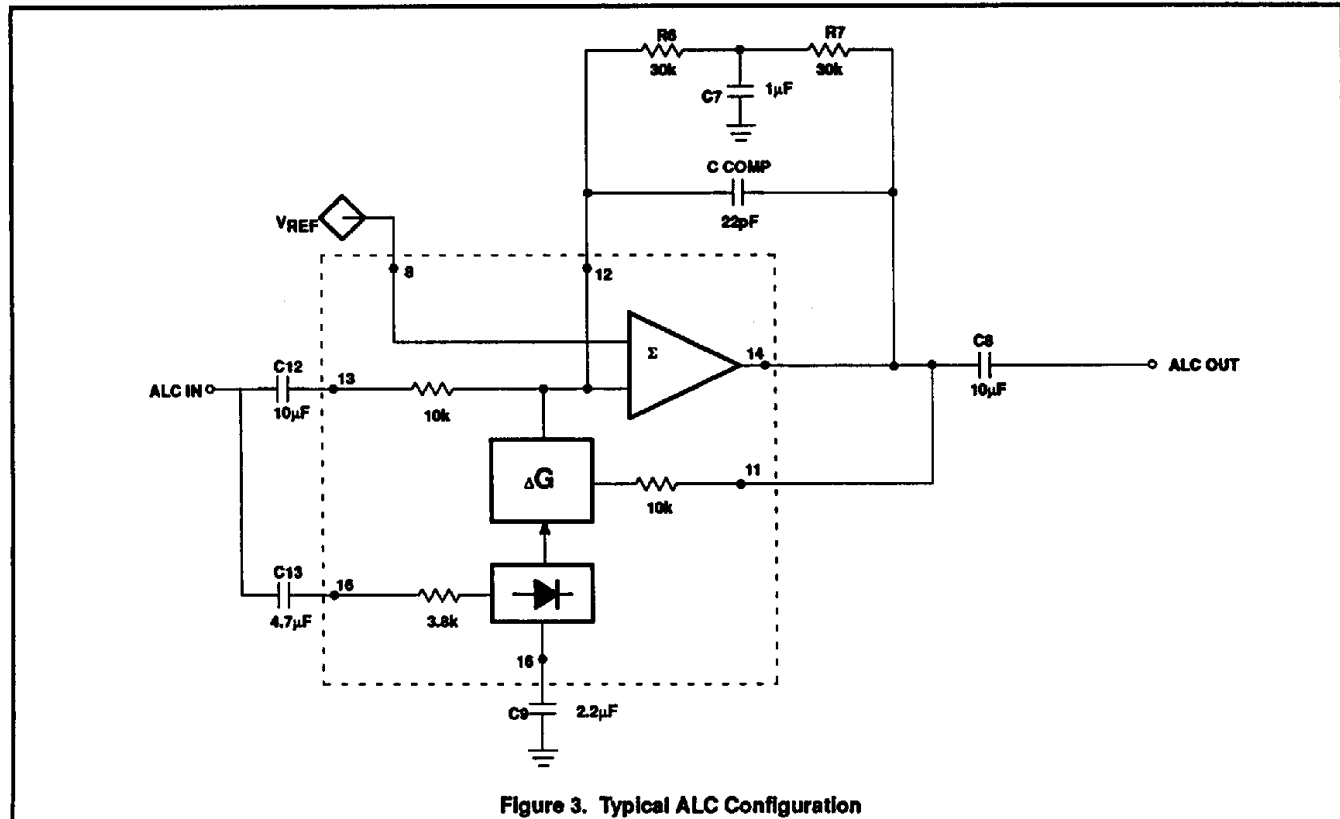 R6
30k
R7
30k
C7
1µF
C COMP
22pF
VREF
8
12
Σ
14
C8
10µF
ALC OUT
ALC IN
C12
10µF
13
10k
ΔG
10k
11
C13
4.7µF
16
3.8k
16
C9
2.2µF
Figure 3. Typical ALC Configuration